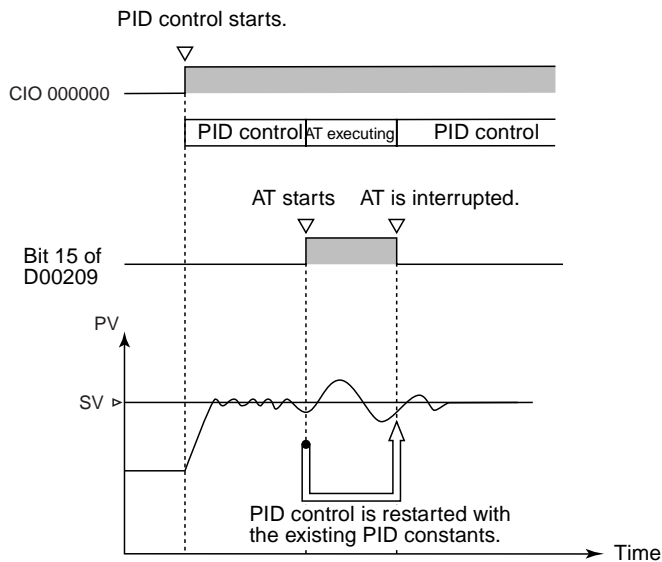 PID control starts.
CIO 000000
PID control AT executing PID control
AT starts AT is interrupted.
Bit 15 of
D00209
PV
SV
PID control is restarted with
the existing PID constants.
Time